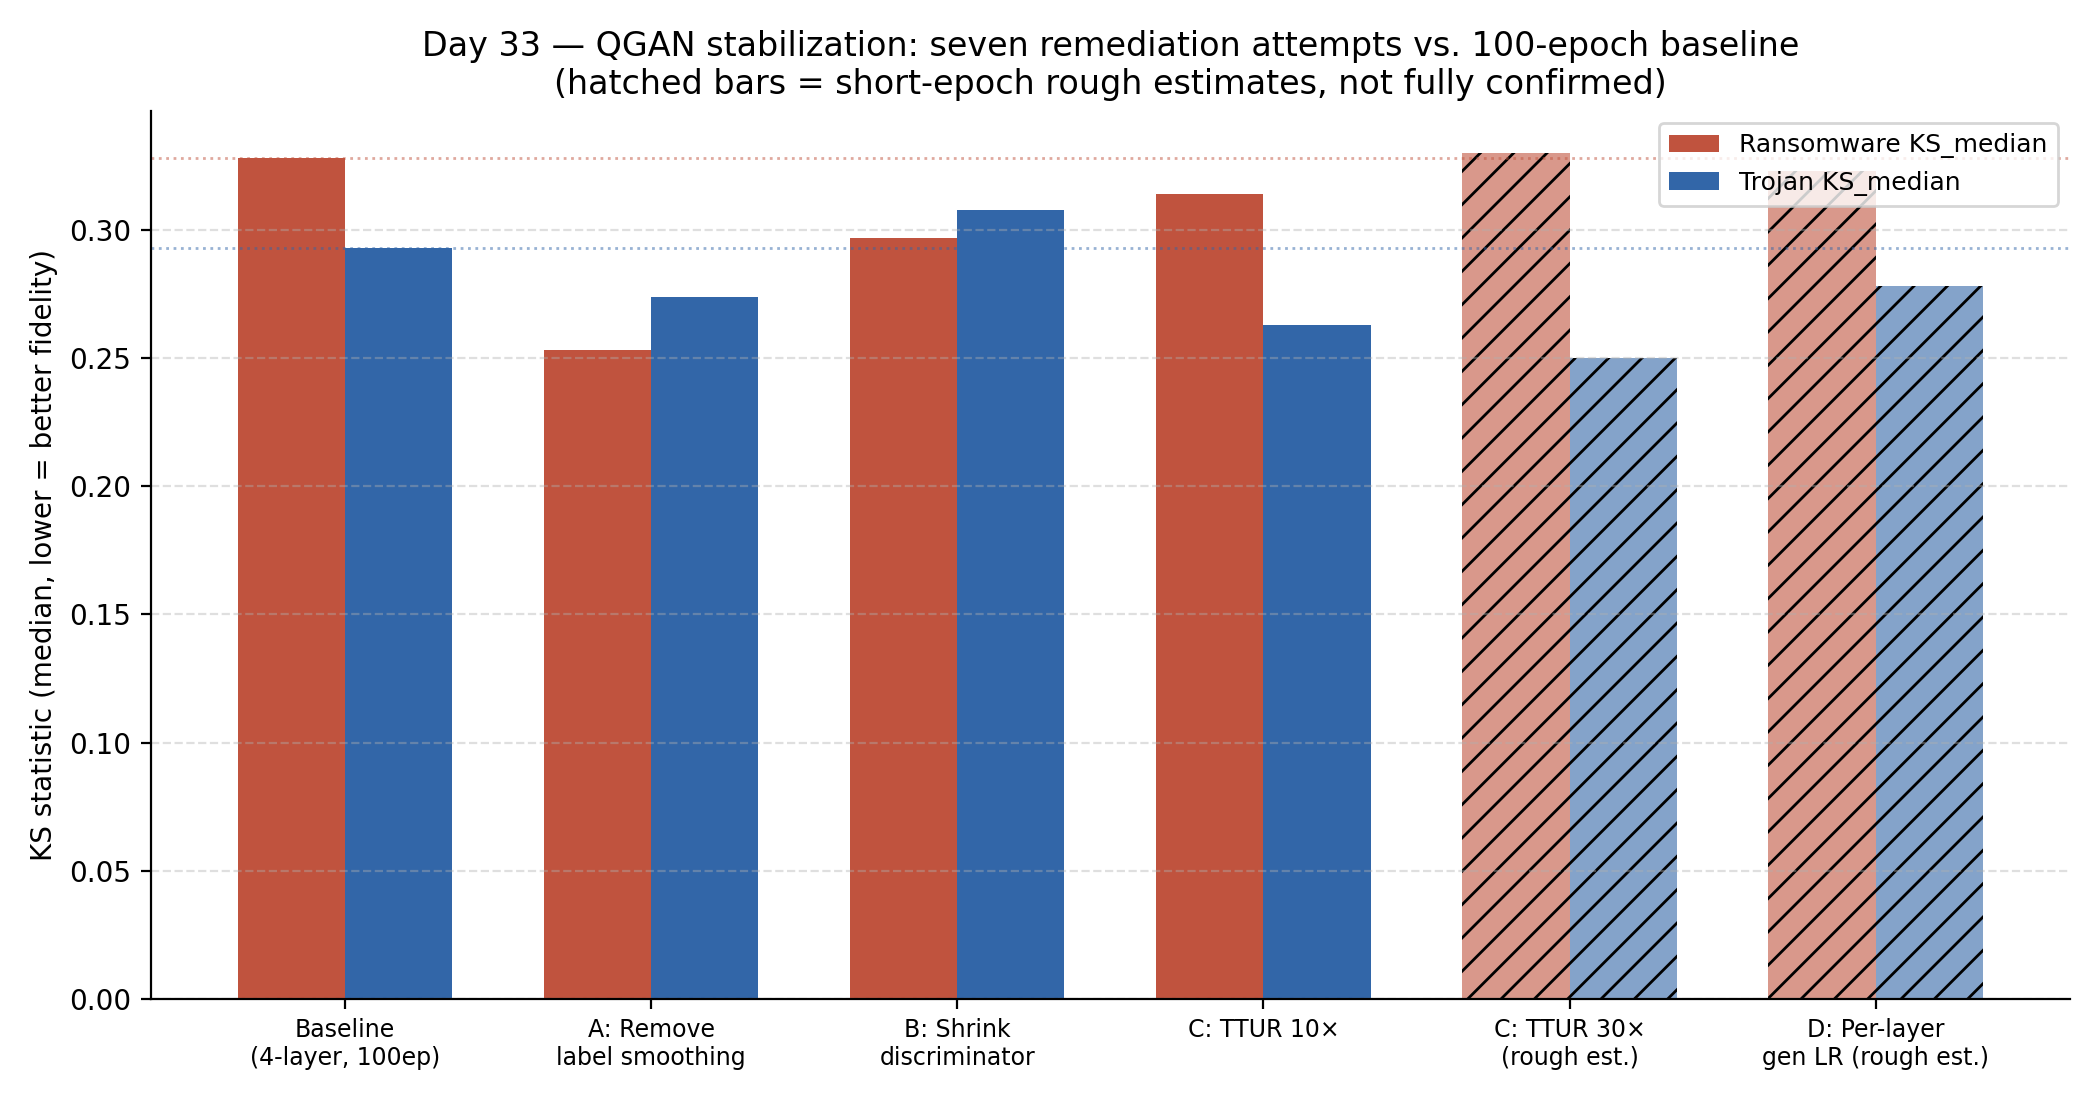 Day 33 — QGAN stabilization: seven remediation attempts vs. 100-epoch baseline
(hatched bars = short-epoch rough estimates, not fully confirmed)
Ransomware KS_median
Trojan KS_median
KS statistic (median, lower = better fidelity)
0.30
0.25
0.20
0.15
0.10
0.05
0.00
Baseline
(4-layer, 100ep)
A: Remove
label smoothing
B: Shrink
discriminator
C: TTUR 10×
C: TTUR 30×
(rough est.)
D: Per-layer
gen LR (rough est.)